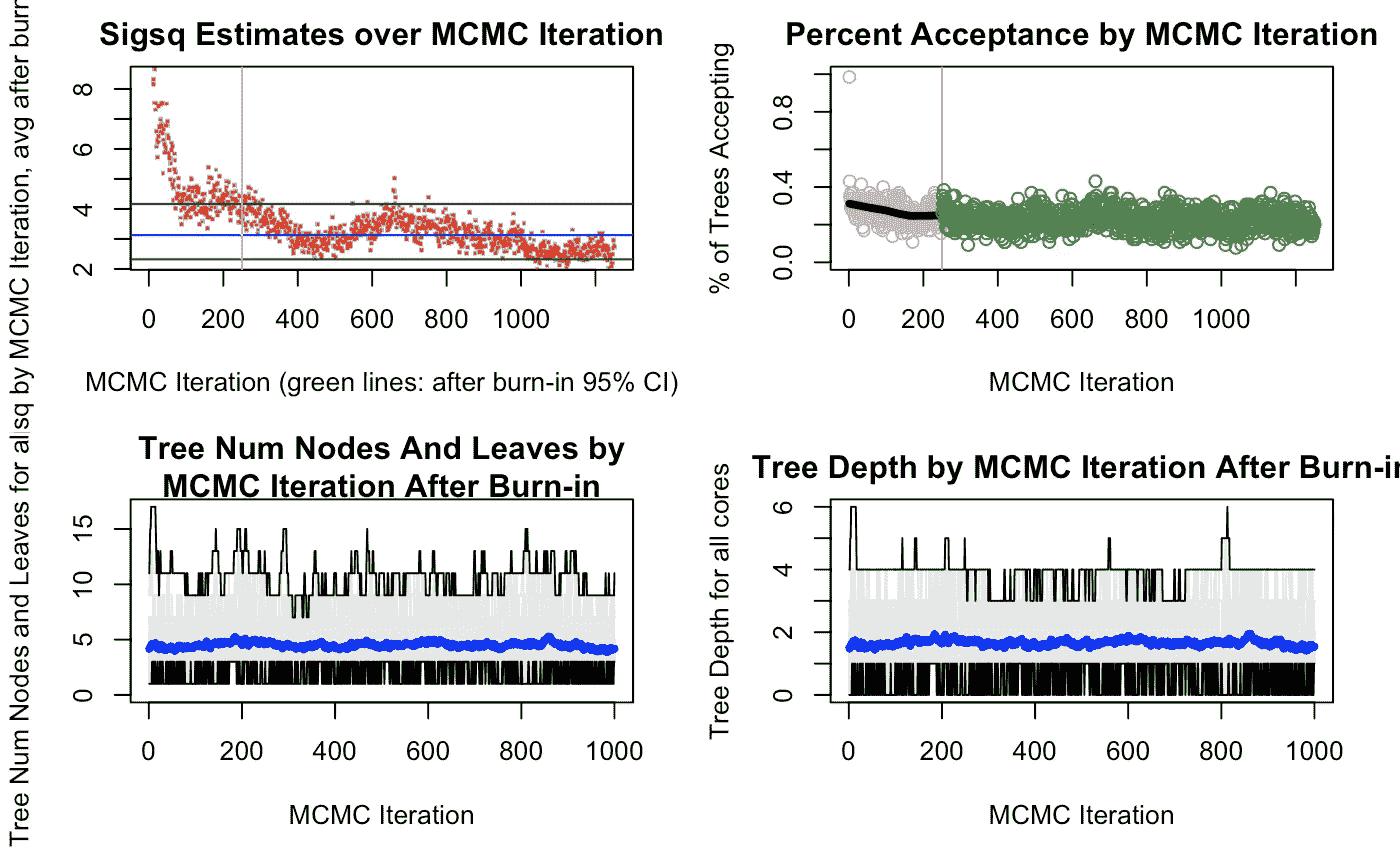 Sigsq Estimates over MCMC Iteration
8
6
4
2
0 200 400 600 800 1000
MCMC Iteration (green lines: after burn-in 95% CI)
Percent Acceptance by MCMC Iteration
% of Trees Accepting
0.8
0.4
0.0
0 200 400 600 800 1000
MCMC Iteration
sq by MCMC Iteration, avg after burn
Tree Num Nodes And Leaves by
MCMC Iteration After Burn-in
Tree Num Nodes and Leaves for al
15
10
5
0
0 200 400 600 800 1000
MCMC Iteration
Tree Depth by MCMC Iteration After Burn-in
Tree Depth for all cores
6
4
2
0
0 200 400 600 800 1000
MCMC Iteration